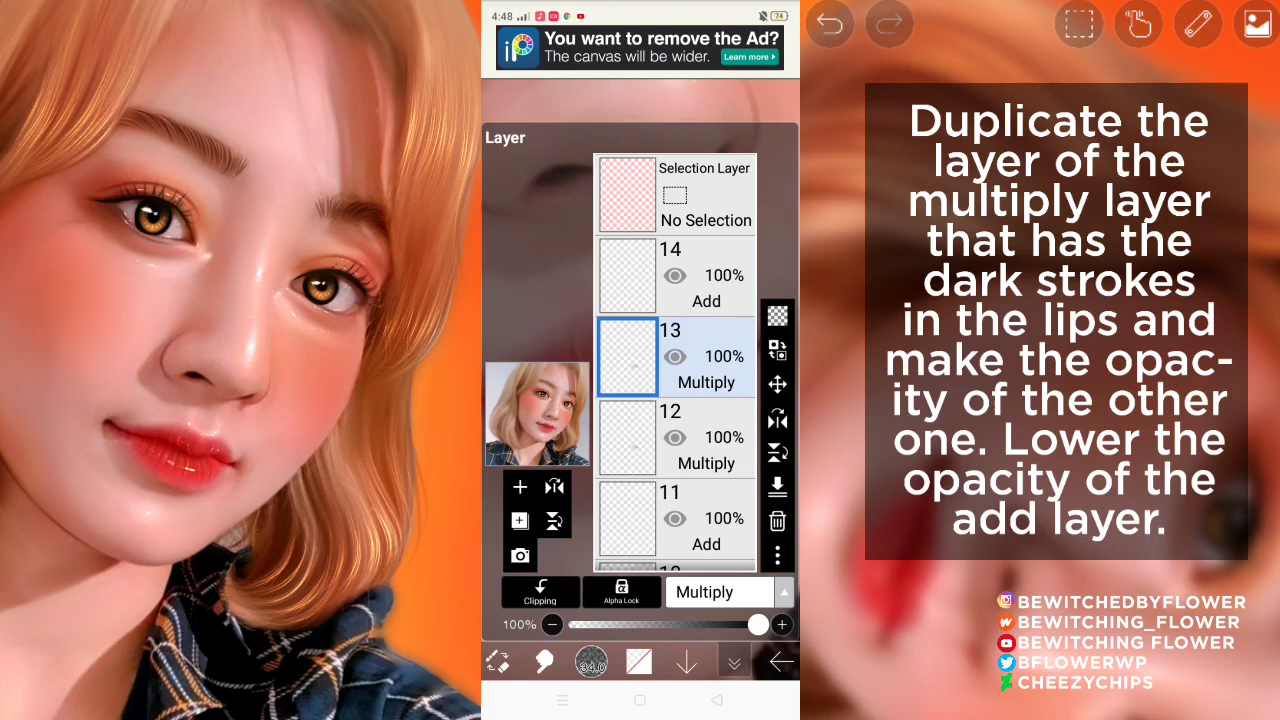 4:48
74
You want to remove the Ad?
The canvas will be wider.
Learn more
Layer
Selection Layer
No Selection
14
100%
Add
13
100%
Multiply
12
100%
Multiply
11
100%
Add
Clipping
Alpha Lock
Multiply
100%
34.0
Duplicate the
layer of the
multiply layer
that has the
dark strokes
in the lips and
make the opac-
ity of the other
one. Lower the
opacity of the
add layer.
BEWITCHEDBYFLOWER
BEWITCHING_FLOWER
BEWITCHING FLOWER
BFLOWERWP
CHEEZYCHIPS